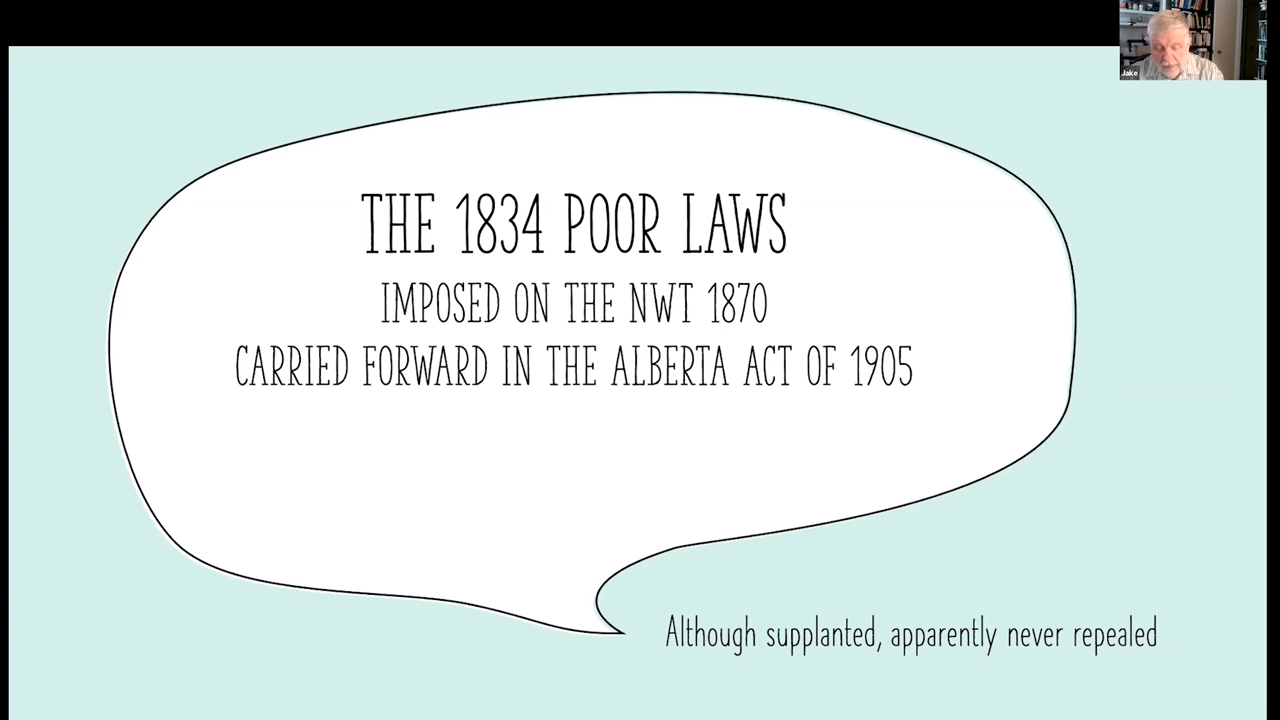 Jake
THE 1834 POOR LAWS
IMPOSED ON THE NWT 1870
CARRIED FORWARD IN THE ALBERTA ACT OF 1905
Although supplanted, apparently never repealed